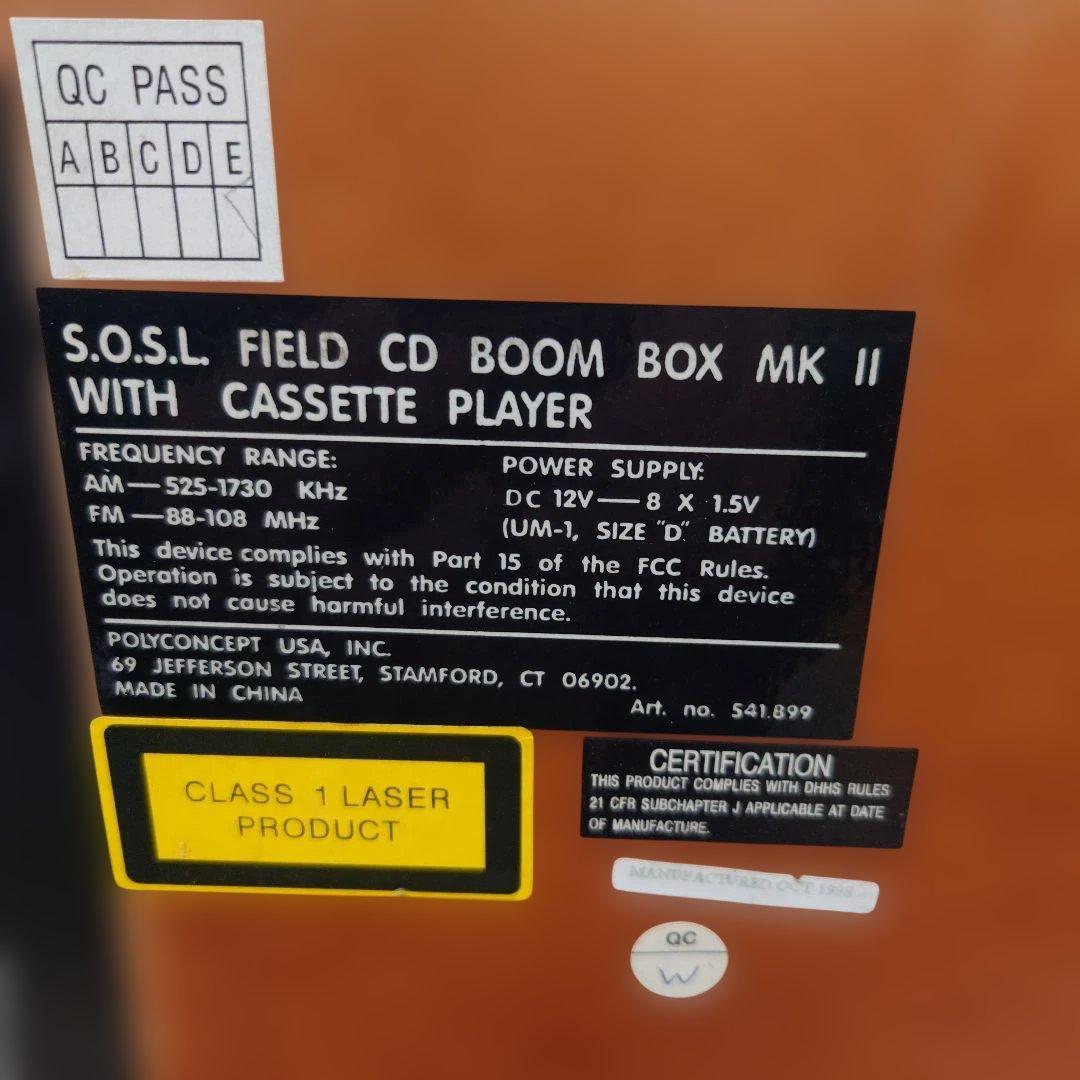 QC PASS
A B C D E
S.O.S.L. FIELD CD BOOM BOX MK II
WITH CASSETTE PLAYER
FREQUENCY RANGE:
AM—525-1730 KHz
FM—88-108 MHz
POWER SUPPLY:
DC 12V—8 X 1.5V
(UM-1, SIZE "D" BATTERY)
This device complies with Part 15 of the FCC Rules.
Operation is subject to the condition that this device
does not cause harmful interference.
POLYCONCEPT USA, INC.
69 JEFFERSON STREET, STAMFORD, CT 06902.
MADE IN CHINA
Art. no. 541.899
CLASS 1 LASER
PRODUCT
CERTIFICATION
THIS PRODUCT COMPLIES WITH DHHS RULES
21 CFR SUBCHAPTER J APPLICABLE AT DATE
OF MANUFACTURE.
MANUFACTURED OCT 1998
QC
W